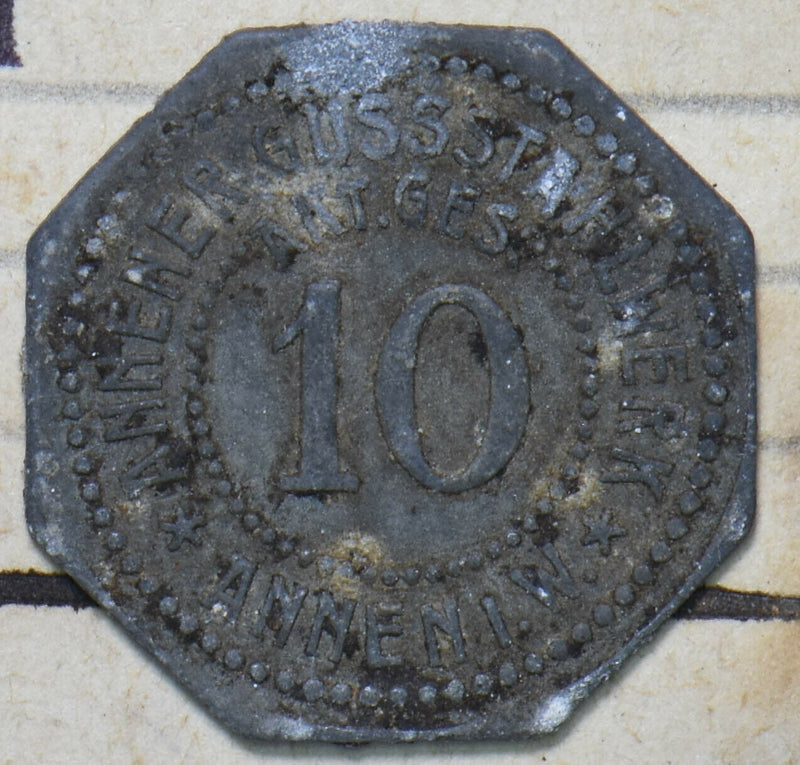 ANNENER GUSSSTAHLWERK
AKT. GES.
10
* ANNEN I. W. *